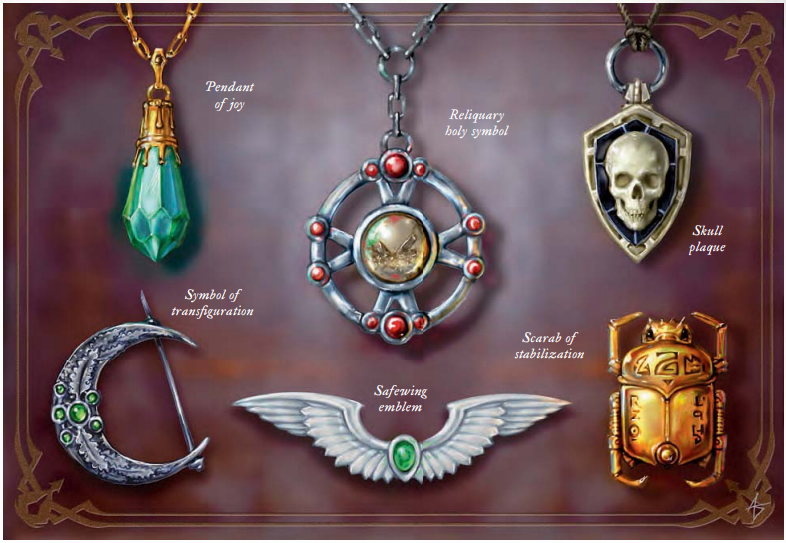 Pendant
of joy
Reliquary
holy symbol
Skull
plaque
Symbol of
transfiguration
Scarab of
stabilization
Safewing
emblem